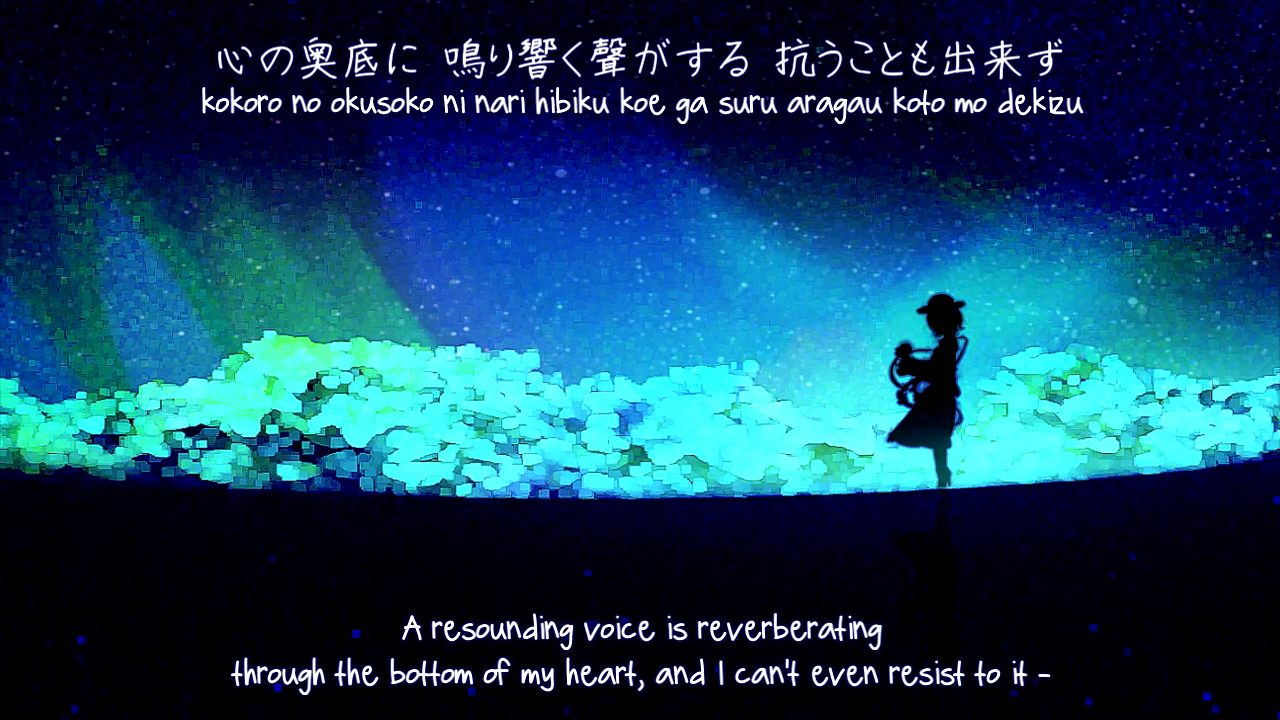 心の奥底に 鳴り響く聲がする 抗うことも出来ず
kokoro no okusoko ni nari hibiku koe ga suru aragau koto mo dekizu
A resounding voice is reverberating
through the bottom of my heart, and I can't even resist to it -